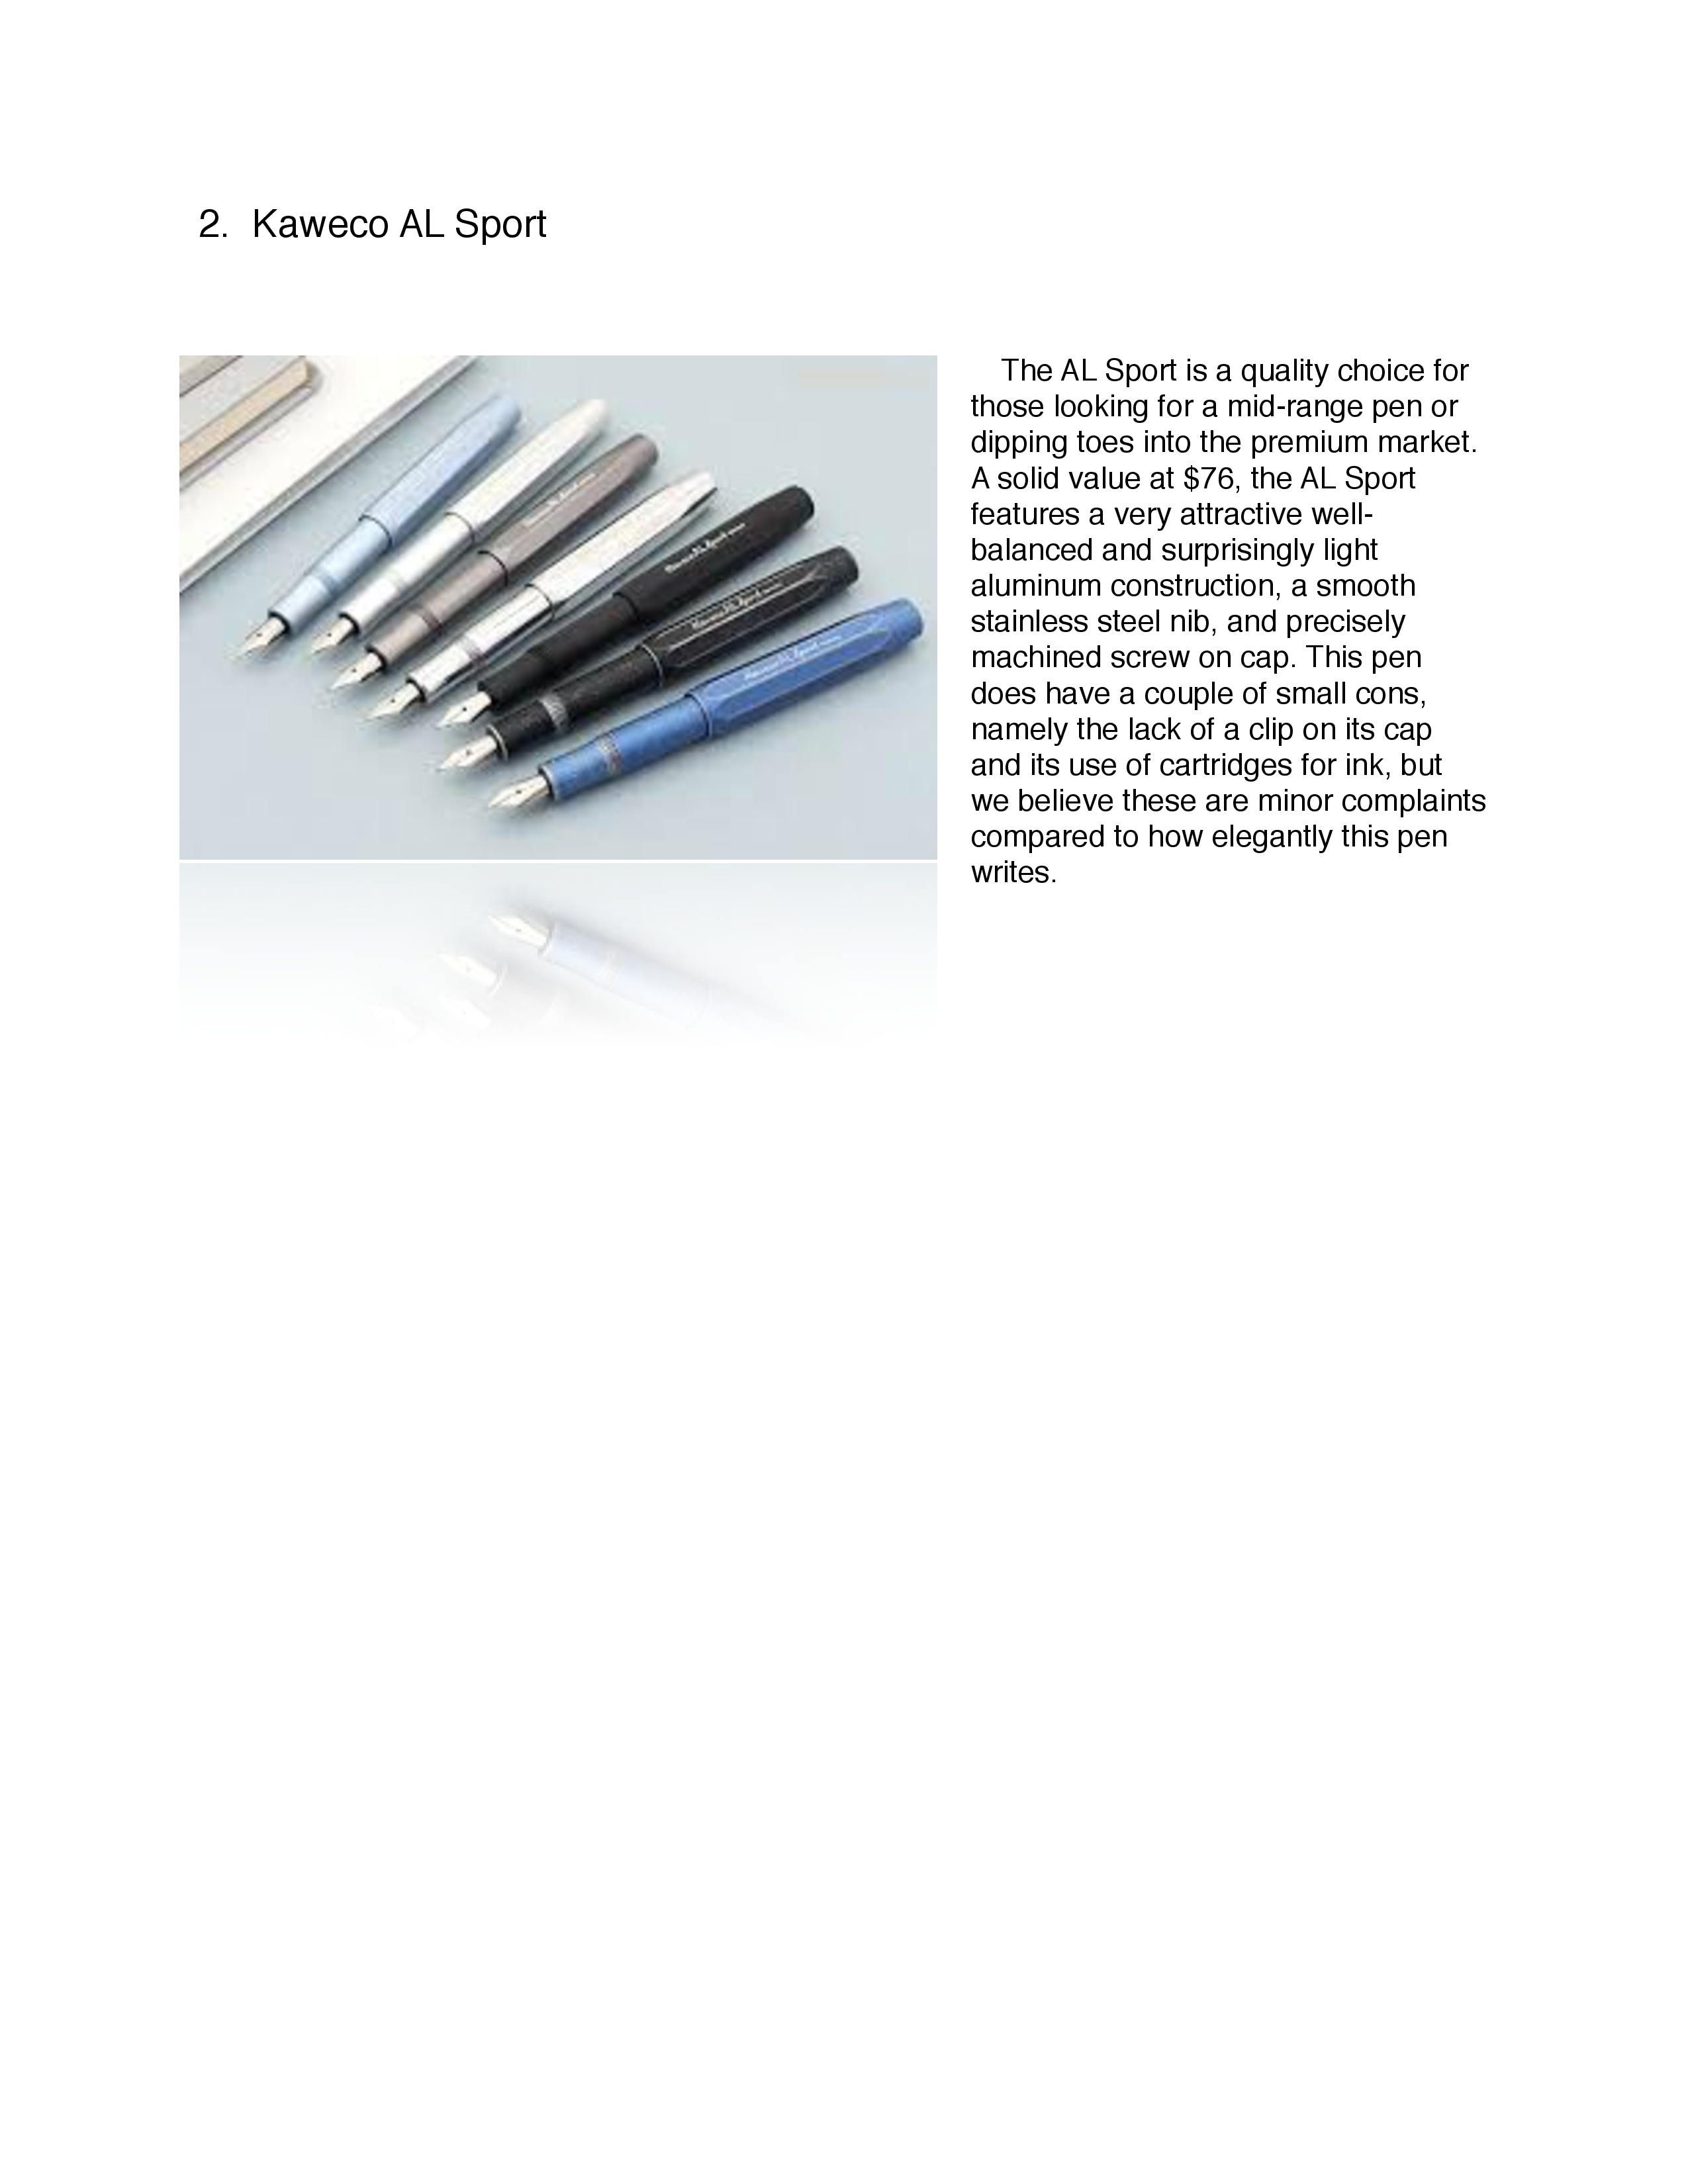 2. Kaweco AL Sport
The AL Sport is a quality choice for
those looking for a mid-range pen or
dipping toes into the premium market.
A solid value at $76, the AL Sport
features a very attractive well-
balanced and surprisingly light
aluminum construction, a smooth
stainless steel nib, and precisely
machined screw on cap. This pen
does have a couple of small cons,
namely the lack of a clip on its cap
and its use of cartridges for ink, but
we believe these are minor complaints
compared to how elegantly this pen
writes.